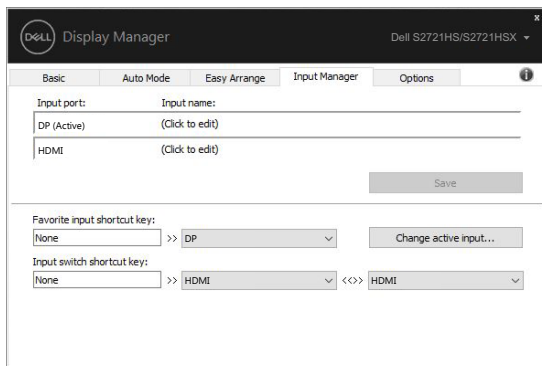 x
DELL Display Manager Dell S2721HS/S2721HSX
Basic Auto Mode Easy Arrange Input Manager Options
Input port: Input name:
DP (Active) (Click to edit)
HDMI (Click to edit)
Save
Favorite input shortcut key:
None >> DP Change active input...
Input switch shortcut key:
None >> HDMI <<>> HDMI